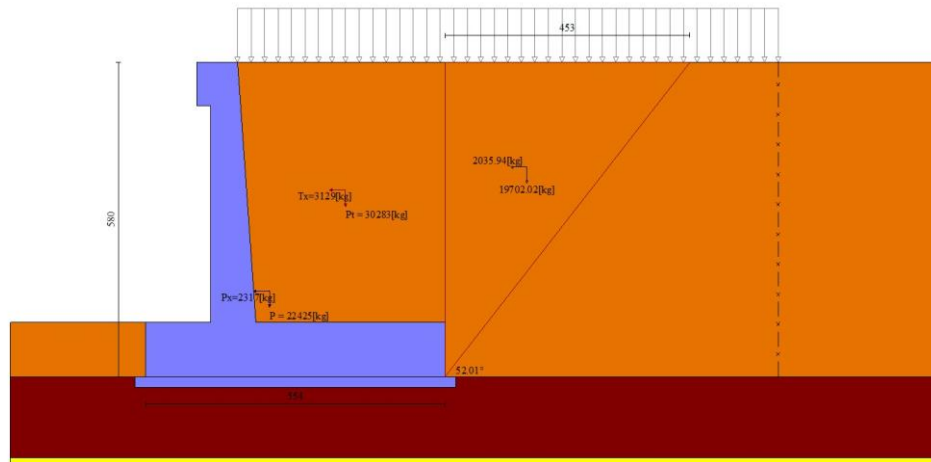 453
580
2035.94[kg]
19702.02[kg]
Tx=3129[kg]
Pt = 30283[kg]
Px=2317[kg]
P = 22425[kg]
52.01°